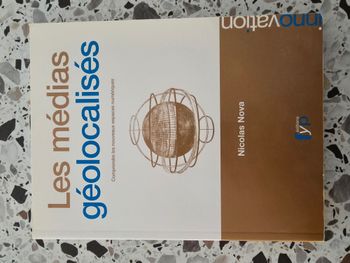 innovation
Les médias
géolocalisés
Comprendre les nouveaux espaces numériques
Nicolas Nova
fyp